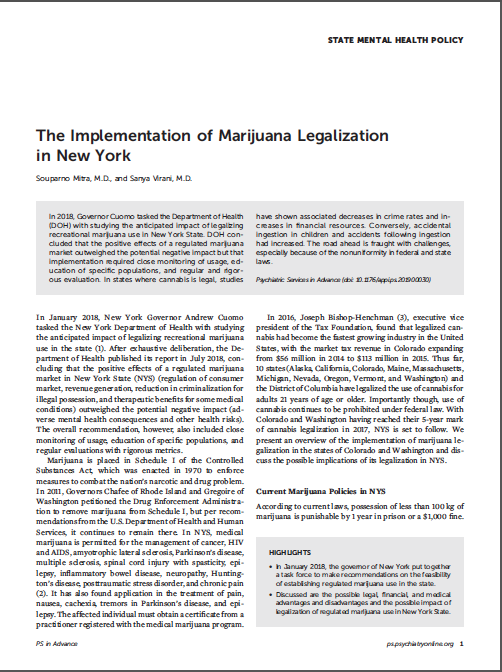 STATE MENTAL HEALTH POLICY
The Implementation of Marijuana Legalization
in New York
Souparno Mitra, M.D., and Sanya Virani, M.D.
In 2018, Governor Cuomo tasked the Department of Health
(DOH) with studying the anticipated impact of legalizing
recreational marijuana use in New York State. DOH con-
cluded that the positive effects of a regulated marijuana
market outweighed the potential negative impact but that
implementation required close monitoring of usage, ed-
ucation of specific populations, and regular and rigor-
ous evaluation. In states where cannabis is legal, studies
have shown associated decreases in crime rates and in-
creases in financial resources. Conversely, accidental
ingestion in children and accidents following ingestion
had increased. The road ahead is fraught with challenges,
especially because of the nonuniformity in federal and state
laws.
Psychiatric Services in Advance (doi: 10.1176/appi.ps.201900030)
In January 2018, New York Governor Andrew Cuomo
tasked the New York Department of Health with studying
the anticipated impact of legalizing recreational marijuana
use in the state (1). After exhaustive deliberation, the De-
partment of Health published its report in July 2018, con-
cluding that the positive effects of a regulated marijuana
market in New York State (NYS) (regulation of consumer
market, revenue generation, reduction in criminalization for
illegal possession, and therapeutic benefits for some medical
conditions) outweighed the potential negative impact (ad-
verse mental health consequences and other health risks).
The overall recommendation, however, also included close
monitoring of usage, education of specific populations, and
regular evaluations with rigorous metrics.
Marijuana is placed in Schedule I of the Controlled
Substances Act, which was enacted in 1970 to enforce
measures to combat the nation's narcotic and drug problem.
In 2011, Governors Chafee of Rhode Island and Gregoire of
Washington petitioned the Drug Enforcement Administra-
tion to remove marijuana from Schedule I, but per recom-
mendations from the U.S. Department of Health and Human
Services, it continues to remain there. In NYS, medical
marijuana is permitted for the management of cancer, HIV
and AIDS, amyotrophic lateral sclerosis, Parkinson's disease,
multiple sclerosis, spinal cord injury with spasticity, epi-
lepsy, inflammatory bowel disease, neuropathy, Hunting-
ton's disease, posttraumatic stress disorder, and chronic pain
(2). It has also found application in the treatment of pain,
nausea, cachexia, tremors in Parkinson's disease, and epi-
lepsy. The affected individual must obtain a certificate from a
practitioner registered with the medical marijuana program.
In 2016, Joseph Bishop-Henchman (3), executive vice
president of the Tax Foundation, found that legalized can-
nabis had become the fastest growing industry in the United
States, with the market tax revenue in Colorado expanding
from $56 million in 2014 to $113 million in 2015. Thus far,
10 states (Alaska, California, Colorado, Maine, Massachusetts,
Michigan, Nevada, Oregon, Vermont, and Washington) and
the District of Columbia have legalized the use of cannabis for
adults 21 years of age or older. Importantly though, use of
cannabis continues to be prohibited under federal law. With
Colorado and Washington having reached their 5-year mark
of cannabis legalization in 2017, NYS is set to follow. We
present an overview of the implementation of marijuana le-
galization in the states of Colorado and Washington and dis-
cuss the possible implications of its legalization in NYS.
Current Marijuana Policies in NYS
According to current laws, possession of less than 100 kg of
marijuana is punishable by 1 year in prison or a $1,000 fine.
HIGHLIGHTS
• In January 2018, the governor of New York put together
a task force to make recommendations on the feasibility
of establishing regulated marijuana use in the state.
• Discussed are the possible legal, financial, and medical
advantages and disadvantages and the possible impact of
legalization of regulated marijuana use in New York State.
PS in Advance
ps.psychiatryonline.org 1